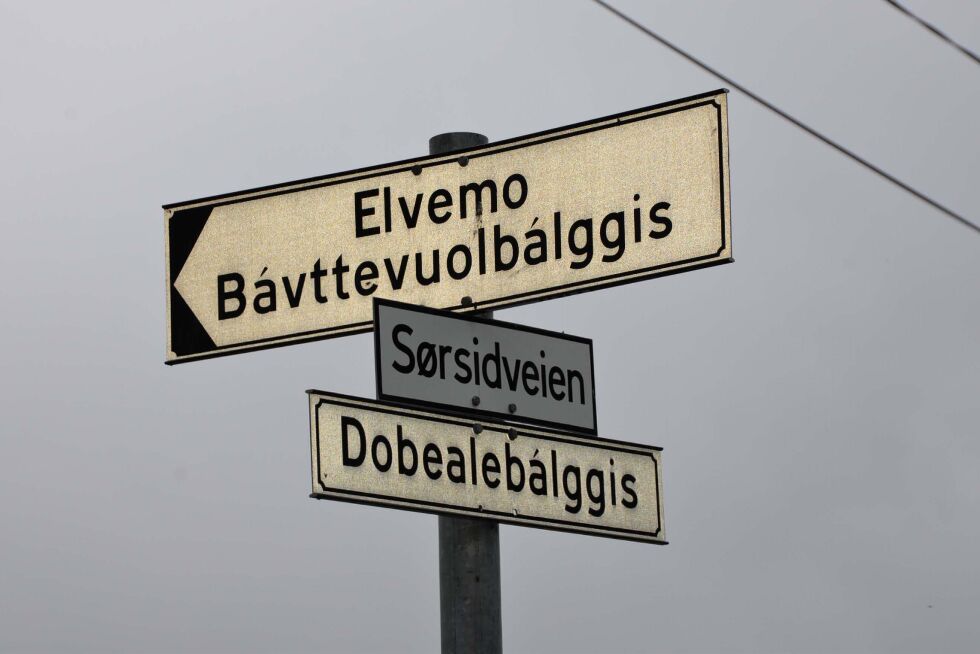 Elvemo
Bávttevuolbálggis
Sørsidveien
Dobealebálggis